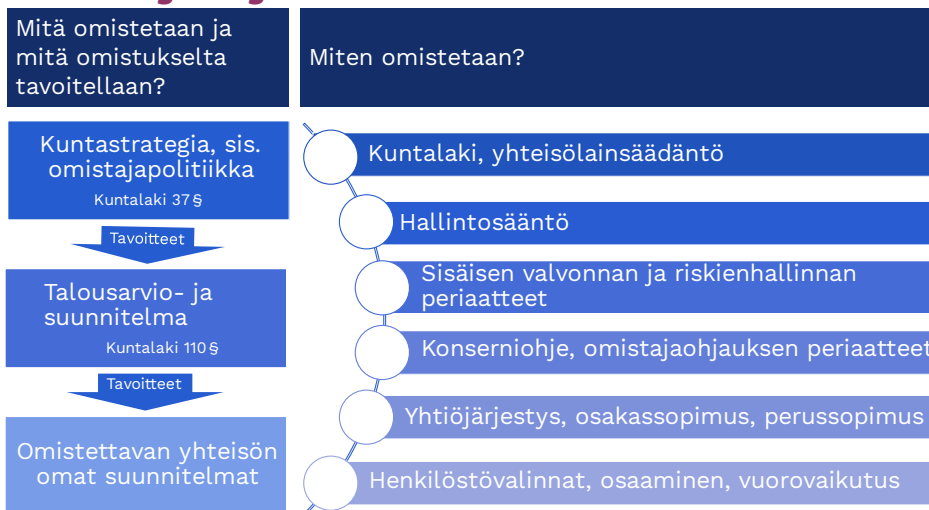 Mitä omistetaan ja
mitä omistukselta
tavoitellaan?
Kuntastrategia, sis.
omistajapolitiikka
Kuntalaki 37 §
Tavoitteet
Talousarvio- ja
suunnitelma
Kuntalaki 110 §
Tavoitteet
Omistettavan yhteisön
omat suunnitelmat
Miten omistetaan?
Kuntalaki, yhteisölainsäädäntö
Hallintosääntö
Sisäisen valvonnan ja riskienhallinnan
periaatteet
Konserniohje, omistajaohjauksen periaatteet
Yhtiöjärjestys, osakassopimus, perussopimus
Henkilöstövalinnat, osaaminen, vuorovaikutus